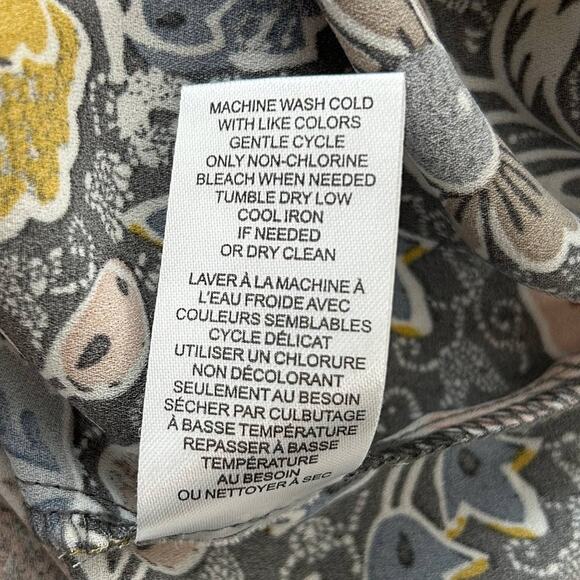 MACHINE WASH COLD
WITH LIKE COLORS
GENTLE CYCLE
ONLY NON-CHLORINE
BLEACH WHEN NEEDED
TUMBLE DRY LOW
COOL IRON
IF NEEDED
OR DRY CLEAN
LAVER À LA MACHINE À
L'EAU FROIDE AVEC
COULEURS SEMBLABLES
CYCLE DÉLICAT
UTILISER UN CHLORURE
NON DÉCOLORANT
SEULEMENT AU BESOIN
SÉCHER PAR CULBUTAGE
À BASSE TEMPÉRATURE
REPASSER À BASSE
TEMPÉRATURE
AU BESOIN
OU NETTOYER À SEC